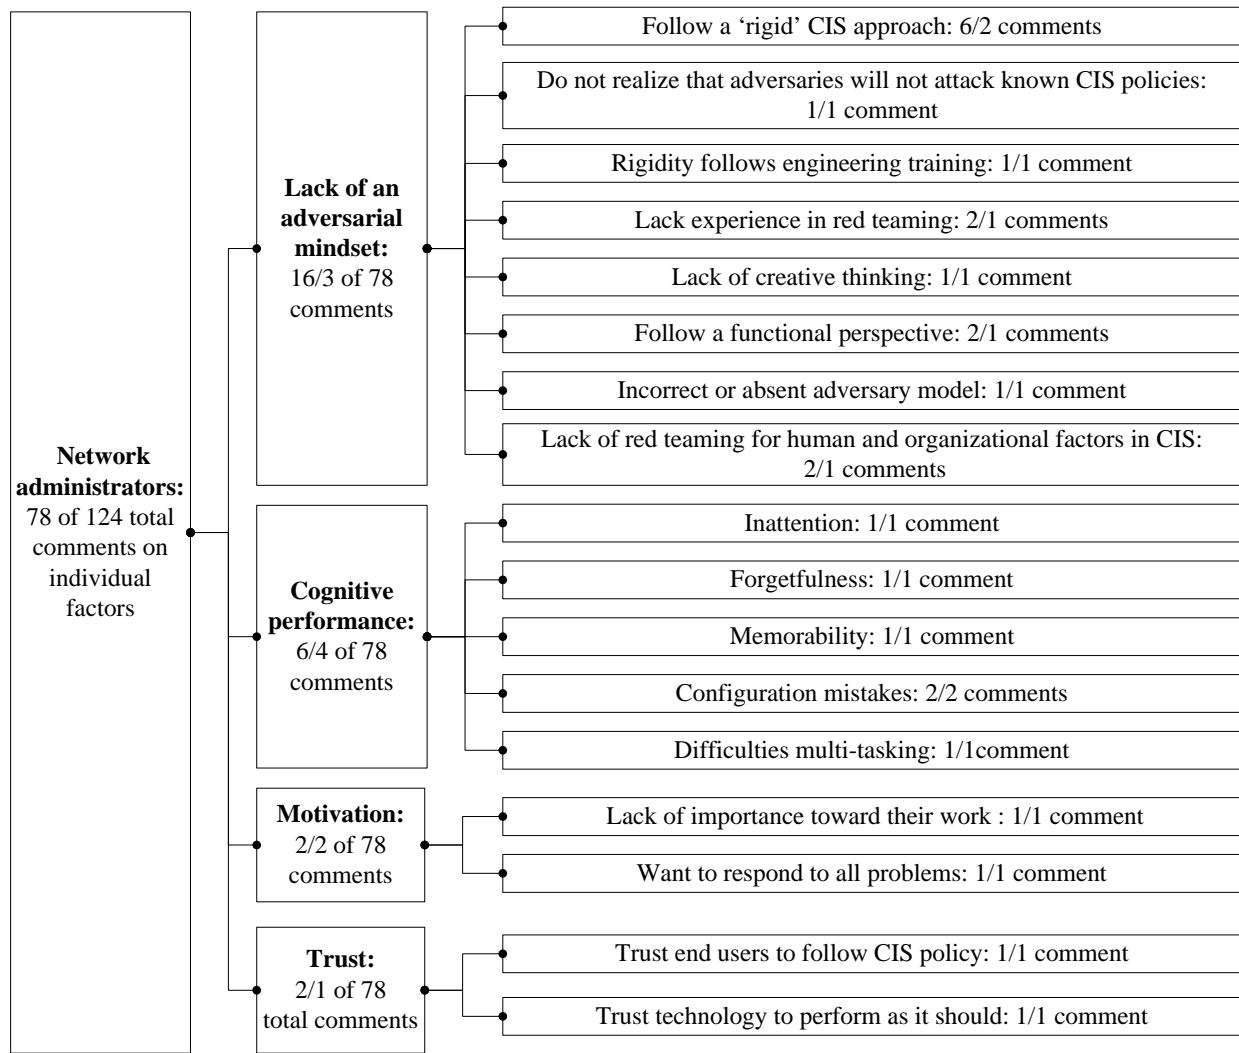 Network
administrators:
78 of 124 total
comments on
individual
factors
Lack of an
adversarial
mindset:
16/3 of 78
comments
Follow a ‘rigid’ CIS approach: 6/2 comments
Do not realize that adversaries will not attack known CIS policies:
1/1 comment
Rigidity follows engineering training: 1/1 comment
Lack experience in red teaming: 2/1 comments
Lack of creative thinking: 1/1 comment
Follow a functional perspective: 2/1 comments
Incorrect or absent adversary model: 1/1 comment
Lack of red teaming for human and organizational factors in CIS:
2/1 comments
Cognitive
performance:
6/4 of 78
comments
Inattention: 1/1 comment
Forgetfulness: 1/1 comment
Memorability: 1/1 comment
Configuration mistakes: 2/2 comments
Difficulties multi-tasking: 1/1comment
Motivation:
2/2 of 78
comments
Lack of importance toward their work : 1/1 comment
Want to respond to all problems: 1/1 comment
Trust:
2/1 of 78
total comments
Trust end users to follow CIS policy: 1/1 comment
Trust technology to perform as it should: 1/1 comment